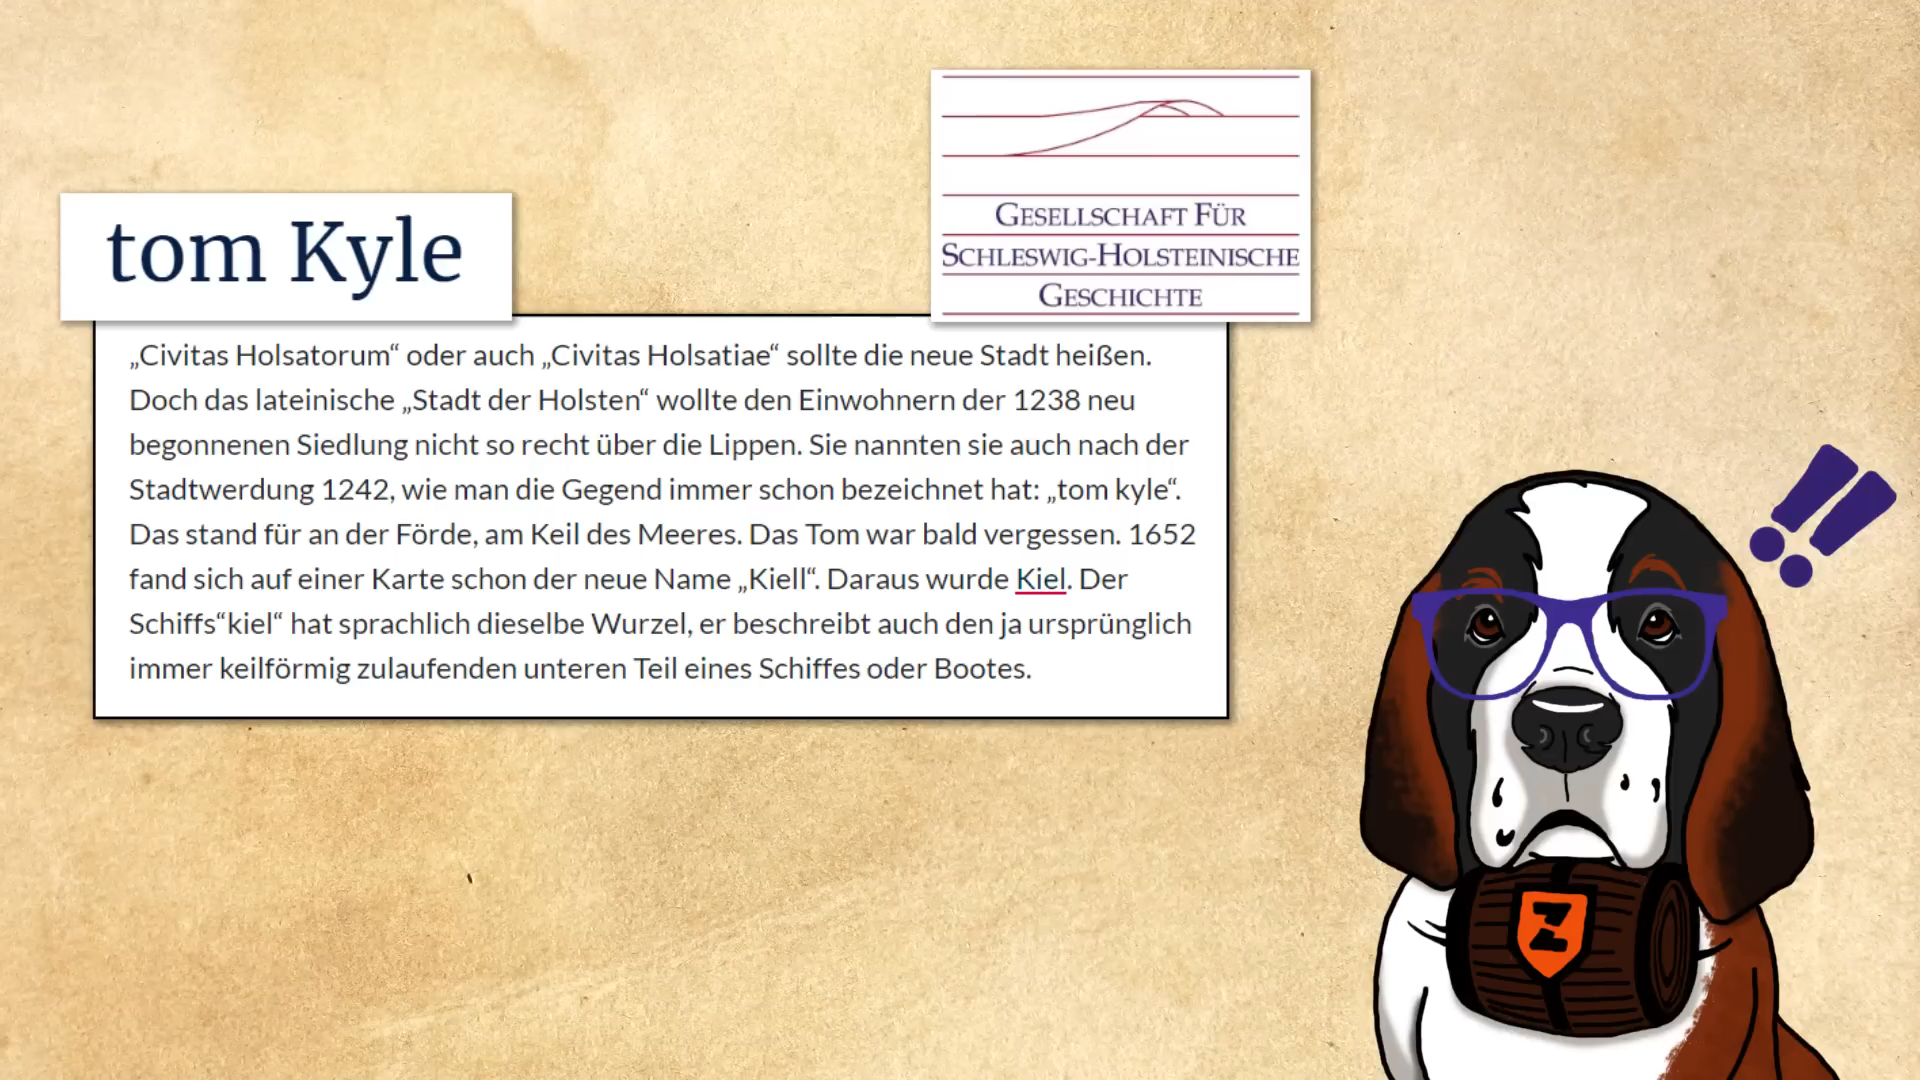 tom Kyle
GESELLSCHAFT FÜR
SCHLESWIG-HOLSTEINISCHE
GESCHICHTE
„Civitas Holsatorum“ oder auch „Civitas Holsatiae“ sollte die neue Stadt heißen.
Doch das lateinische „Stadt der Holsten“ wollte den Einwohnern der 1238 neu
begonnenen Siedlung nicht so recht über die Lippen. Sie nannten sie auch nach der
Stadtwerdung 1242, wie man die Gegend immer schon bezeichnet hat: „tom kyle“.
Das stand für an der Förde, am Keil des Meeres. Das Tom war bald vergessen. 1652
fand sich auf einer Karte schon der neue Name „Kiell“. Daraus wurde Kiel. Der
Schiffs“kiel“ hat sprachlich dieselbe Wurzel, er beschreibt auch den ja ursprünglich
immer keilförmig zulaufenden unteren Teil eines Schiffes oder Bootes.
!!
Z